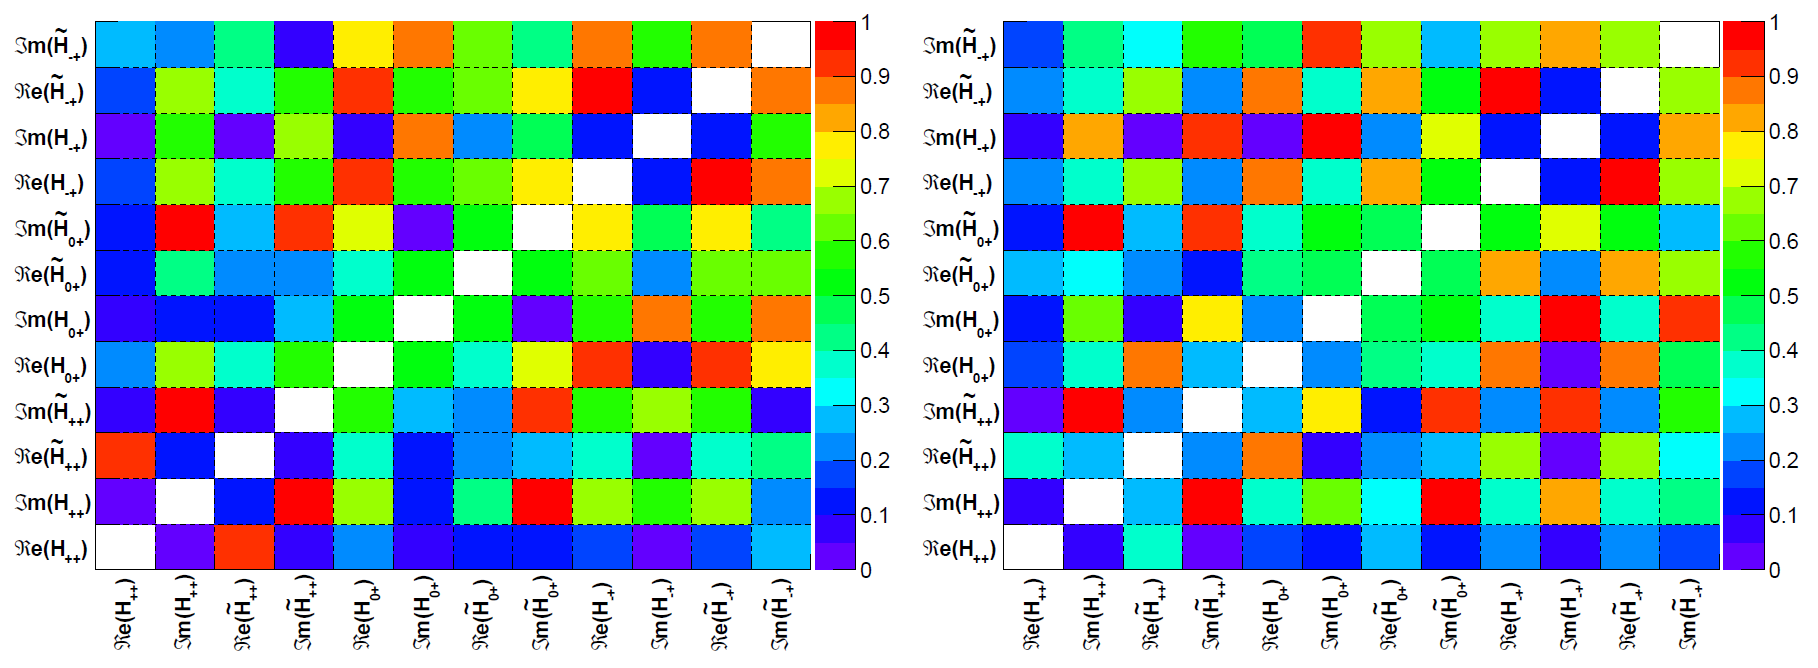 ℑm(H̃-+)
ℜe(H̃-+)
ℑm(H-+)
ℜe(H-+)
ℑm(H̃0+)
ℜe(H̃0+)
ℑm(H0+)
ℜe(H0+)
ℑm(H̃++)
ℜe(H̃++)
ℑm(H++)
ℜe(H++)
ℜe(H++)
ℑm(H++)
ℜe(H̃++)
ℑm(H̃++)
ℜe(H0+)
ℑm(H0+)
ℜe(H̃0+)
ℑm(H̃0+)
ℜe(H-+)
ℑm(H-+)
ℜe(H̃-+)
ℑm(H̃-+)
1
0.9
0.8
0.7
0.6
0.5
0.4
0.3
0.2
0.1
0
ℑm(H̃-+)
ℜe(H̃-+)
ℑm(H-+)
ℜe(H-+)
ℑm(H̃0+)
ℜe(H̃0+)
ℑm(H0+)
ℜe(H0+)
ℑm(H̃++)
ℜe(H̃++)
ℑm(H++)
ℜe(H++)
ℜe(H++)
ℑm(H++)
ℜe(H̃++)
ℑm(H̃++)
ℜe(H0+)
ℑm(H0+)
ℜe(H̃0+)
ℑm(H̃0+)
ℜe(H-+)
ℑm(H-+)
ℜe(H̃-+)
ℑm(H̃-+)
1
0.9
0.8
0.7
0.6
0.5
0.4
0.3
0.2
0.1
0